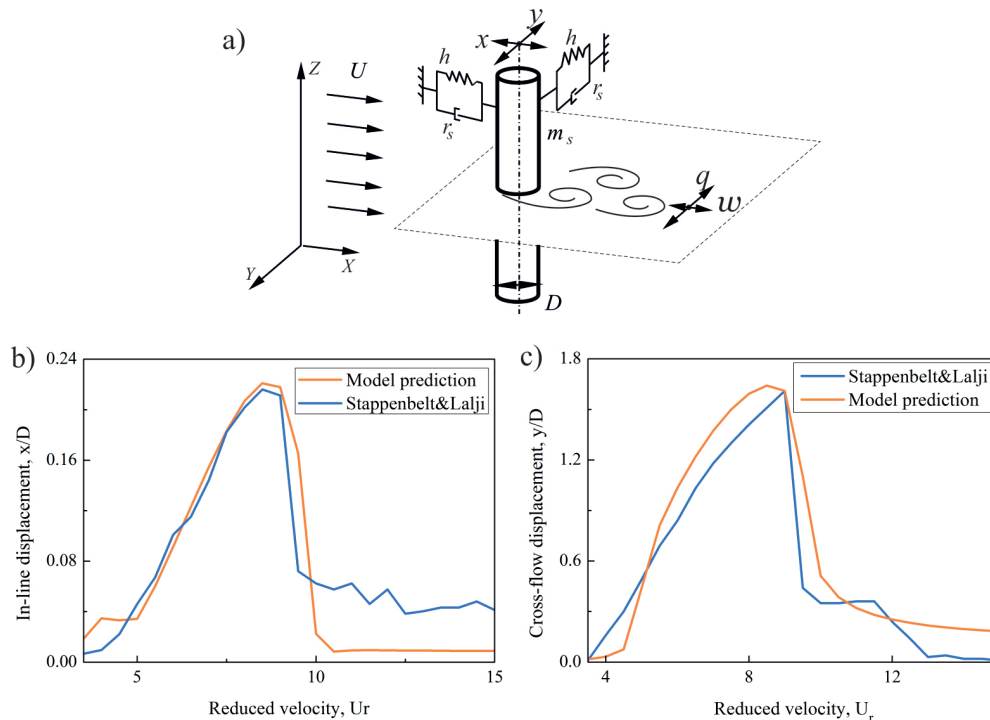 a)
y
x
h
h
Z
U
r_s
r_s
m_s
q
w
X
Y
D
b)
0.24
0.16
0.08
0.00
In-line displacement, x/D
Model prediction
Stappenbelt&Lalji
5
10
15
Reduced velocity, Ur
c)
1.8
1.2
0.6
0.0
Cross-flow displacement, y/D
Stappenbelt&Lalji
Model prediction
4
8
12
Reduced velocity, U_r